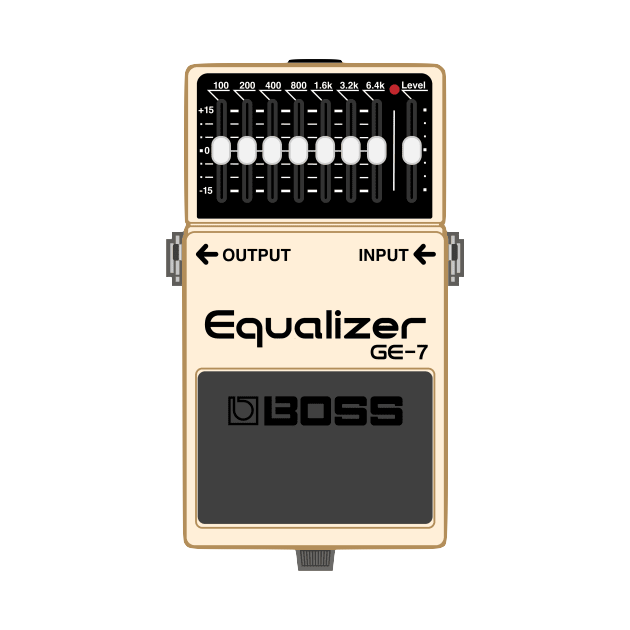 100 200 400 800 1.6k 3.2k 6.4k Level
+15
0
-15
OUTPUT INPUT
Equalizer
GE-7
BOSS